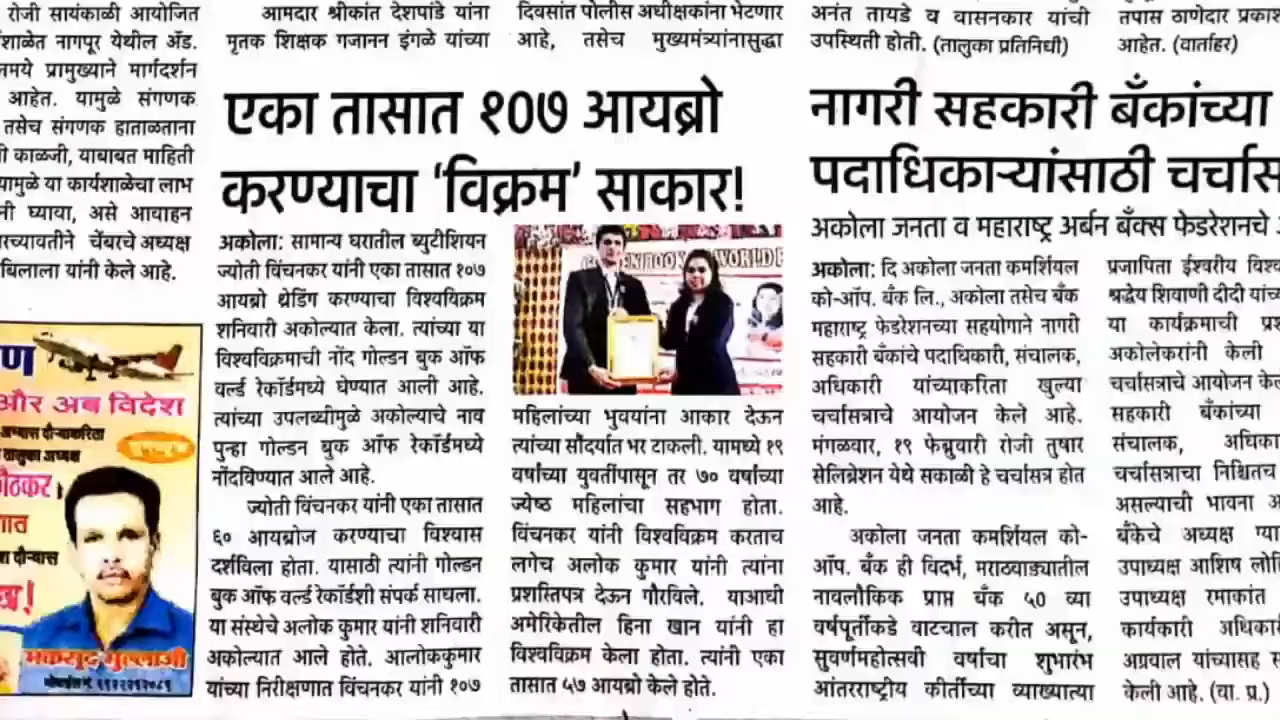 रोजी सायंकाळी आयोजित
येथील ॲड.
प्रामुख्याने मार्गदर्शन
आहेत. यामुळे संगणक
तसेच संगणक हाताळताना
काळजी, याबाबत माहिती
या कार्यशाळेचा लाभ
घ्यावा, असे आवाहन
चेंबरचे अध्यक्ष
यांनी केले आहे.
और अब विदेश
आमदार श्रीकांत देशपांडे यांना
मृतक शिक्षक गजानन इंगळे यांच्या
दिवसांत पोलीस अधीक्षकांना भेटणार
आहे, तसेच मुख्यमंत्र्यांनासुद्धा
एका तासात १०७ आयब्रो
करण्याचा ‘विक्रम’ साकार!
अकोला: सामान्य घरातील ब्युटीशियन
ज्योती विंचनकर यांनी एका तासात १०७
आयब्रो थ्रेडिंग करण्याचा विश्वविक्रम
शनिवारी अकोल्यात केला. त्यांच्या या
विश्वविक्रमाची नोंद गोल्डन बुक ऑफ
वर्ल्ड रेकॉर्डमध्ये घेण्यात आली आहे.
त्यांच्या उपलब्धीमुळे अकोल्याचे नाव
पुन्हा गोल्डन बुक ऑफ रेकॉर्डमध्ये
नोंदविण्यात आले आहे.
ज्योती विंचनकर यांनी एका तासात
६० आयब्रोज करण्याचा विश्वास
दर्शविला होता. यासाठी त्यांनी गोल्डन
बुक ऑफ वर्ल्ड रेकॉर्डशी संपर्क साधला.
या संस्थेचे अलोक कुमार यांनी शनिवारी
अकोल्यात आले होते. आलोककुमार
यांच्या निरीक्षणात विंचनकर यांनी १०७
महिलांच्या भुवयांना आकार देऊन
त्यांच्या सौंदर्यात भर टाकली. यामध्ये १९
वर्षांच्या युवतींपासून तर ७० वर्षांच्या
ज्येष्ठ महिलांचा सहभाग होता.
विंचनकर यांनी विश्वविक्रम करताच
लगेच अलोक कुमार यांनी त्यांना
प्रशस्तिपत्र देऊन गौरविले. याआधी
अमेरिकेतील हिना खान यांनी हा
विश्वविक्रम केला होता. त्यांनी एका
तासात ५७ आयब्रो केले होते.
अनंत तायडे व वासनकार यांची
उपस्थिती होती. (तालुका प्रतिनिधी)
तपास ठाणेदार
आहेत. (वार्ताहर)
नागरी सहकारी बँकांच्या
पदाधिकाऱ्यांसाठी
अकोला जनता व महाराष्ट्र अर्बन बँक्स फेडरेशनचे
अकोला: दि अकोला जनता कमर्शियल
को-ऑप. बँक लि., अकोला तसेच बँक
महाराष्ट्र फेडरेशनच्या सहयोगाने नागरी
सहकारी बँकांचे पदाधिकारी, संचालक,
अधिकारी यांच्याकरिता खुल्या
चर्चासत्राचे आयोजन केले आहे.
मंगळवार, १९ फेब्रुवारी रोजी तुषार
सेलिब्रेशन येथे सकाळी हे चर्चासत्र होत
आहे.
अकोला जनता कमर्शियल को-
ऑप. बँक ही विदर्भ, मराठवाड्यातील
नावलौकिक प्राप्त बँक ५० व्या
वर्षपूर्तीकडे वाटचाल करीत असून,
सुवर्णमहोत्सवी वर्षाचा शुभारंभ
आंतरराष्ट्रीय कीर्तीच्या व्याख्यात्या
प्रजापिता ईश्वरीय
श्रद्धेय शिवाणी दीदी
या कार्यक्रमाची
अकोलेकरांनी केली
चर्चासत्राचे आयोजन
सहकारी बँकांच्या
संचालक,
चर्चासत्राचा निश्चितच
असल्याची भावना
बँकेचे अध्यक्ष
उपाध्यक्ष आशिष
उपाध्यक्ष रमाकांत
कार्यकारी
अग्रवाल यांच्यासह
केली आहे. (वा. प्र.)